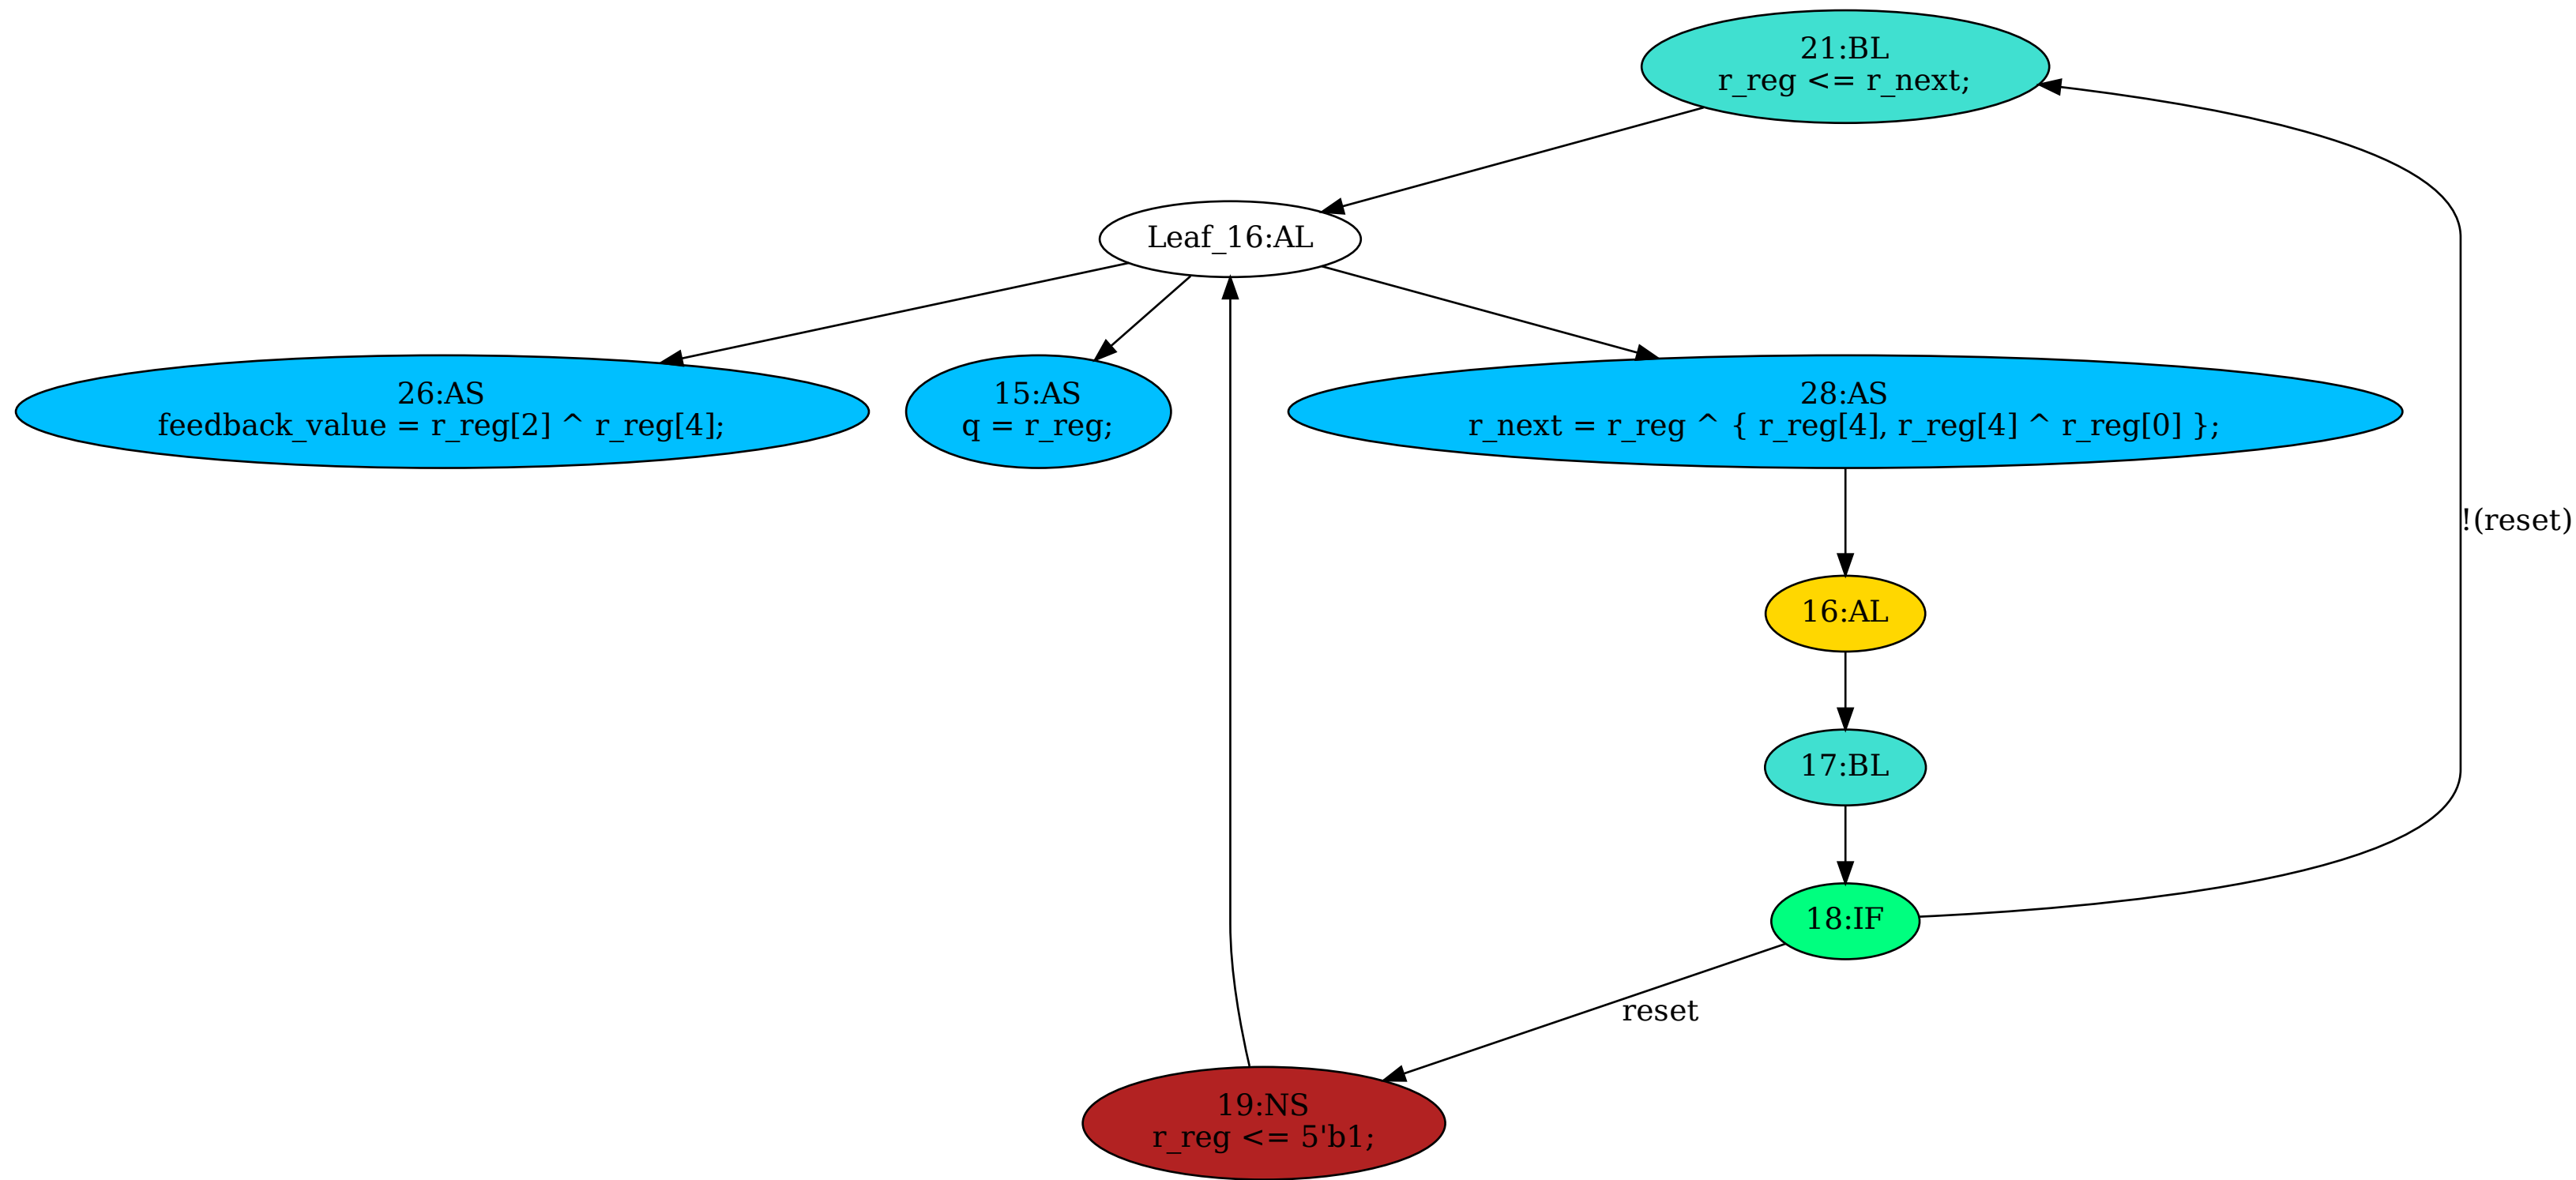 21:BL
r_reg <= r_next;
Leaf_16:AL
26:AS
feedback_value = r_reg[2] ^ r_reg[4];
15:AS
q = r_reg;
28:AS
r_next = r_reg ^ { r_reg[4], r_reg[4] ^ r_reg[0] };
!(reset)
16:AL
17:BL
18:IF
reset
19:NS
r_reg <= 5'b1;